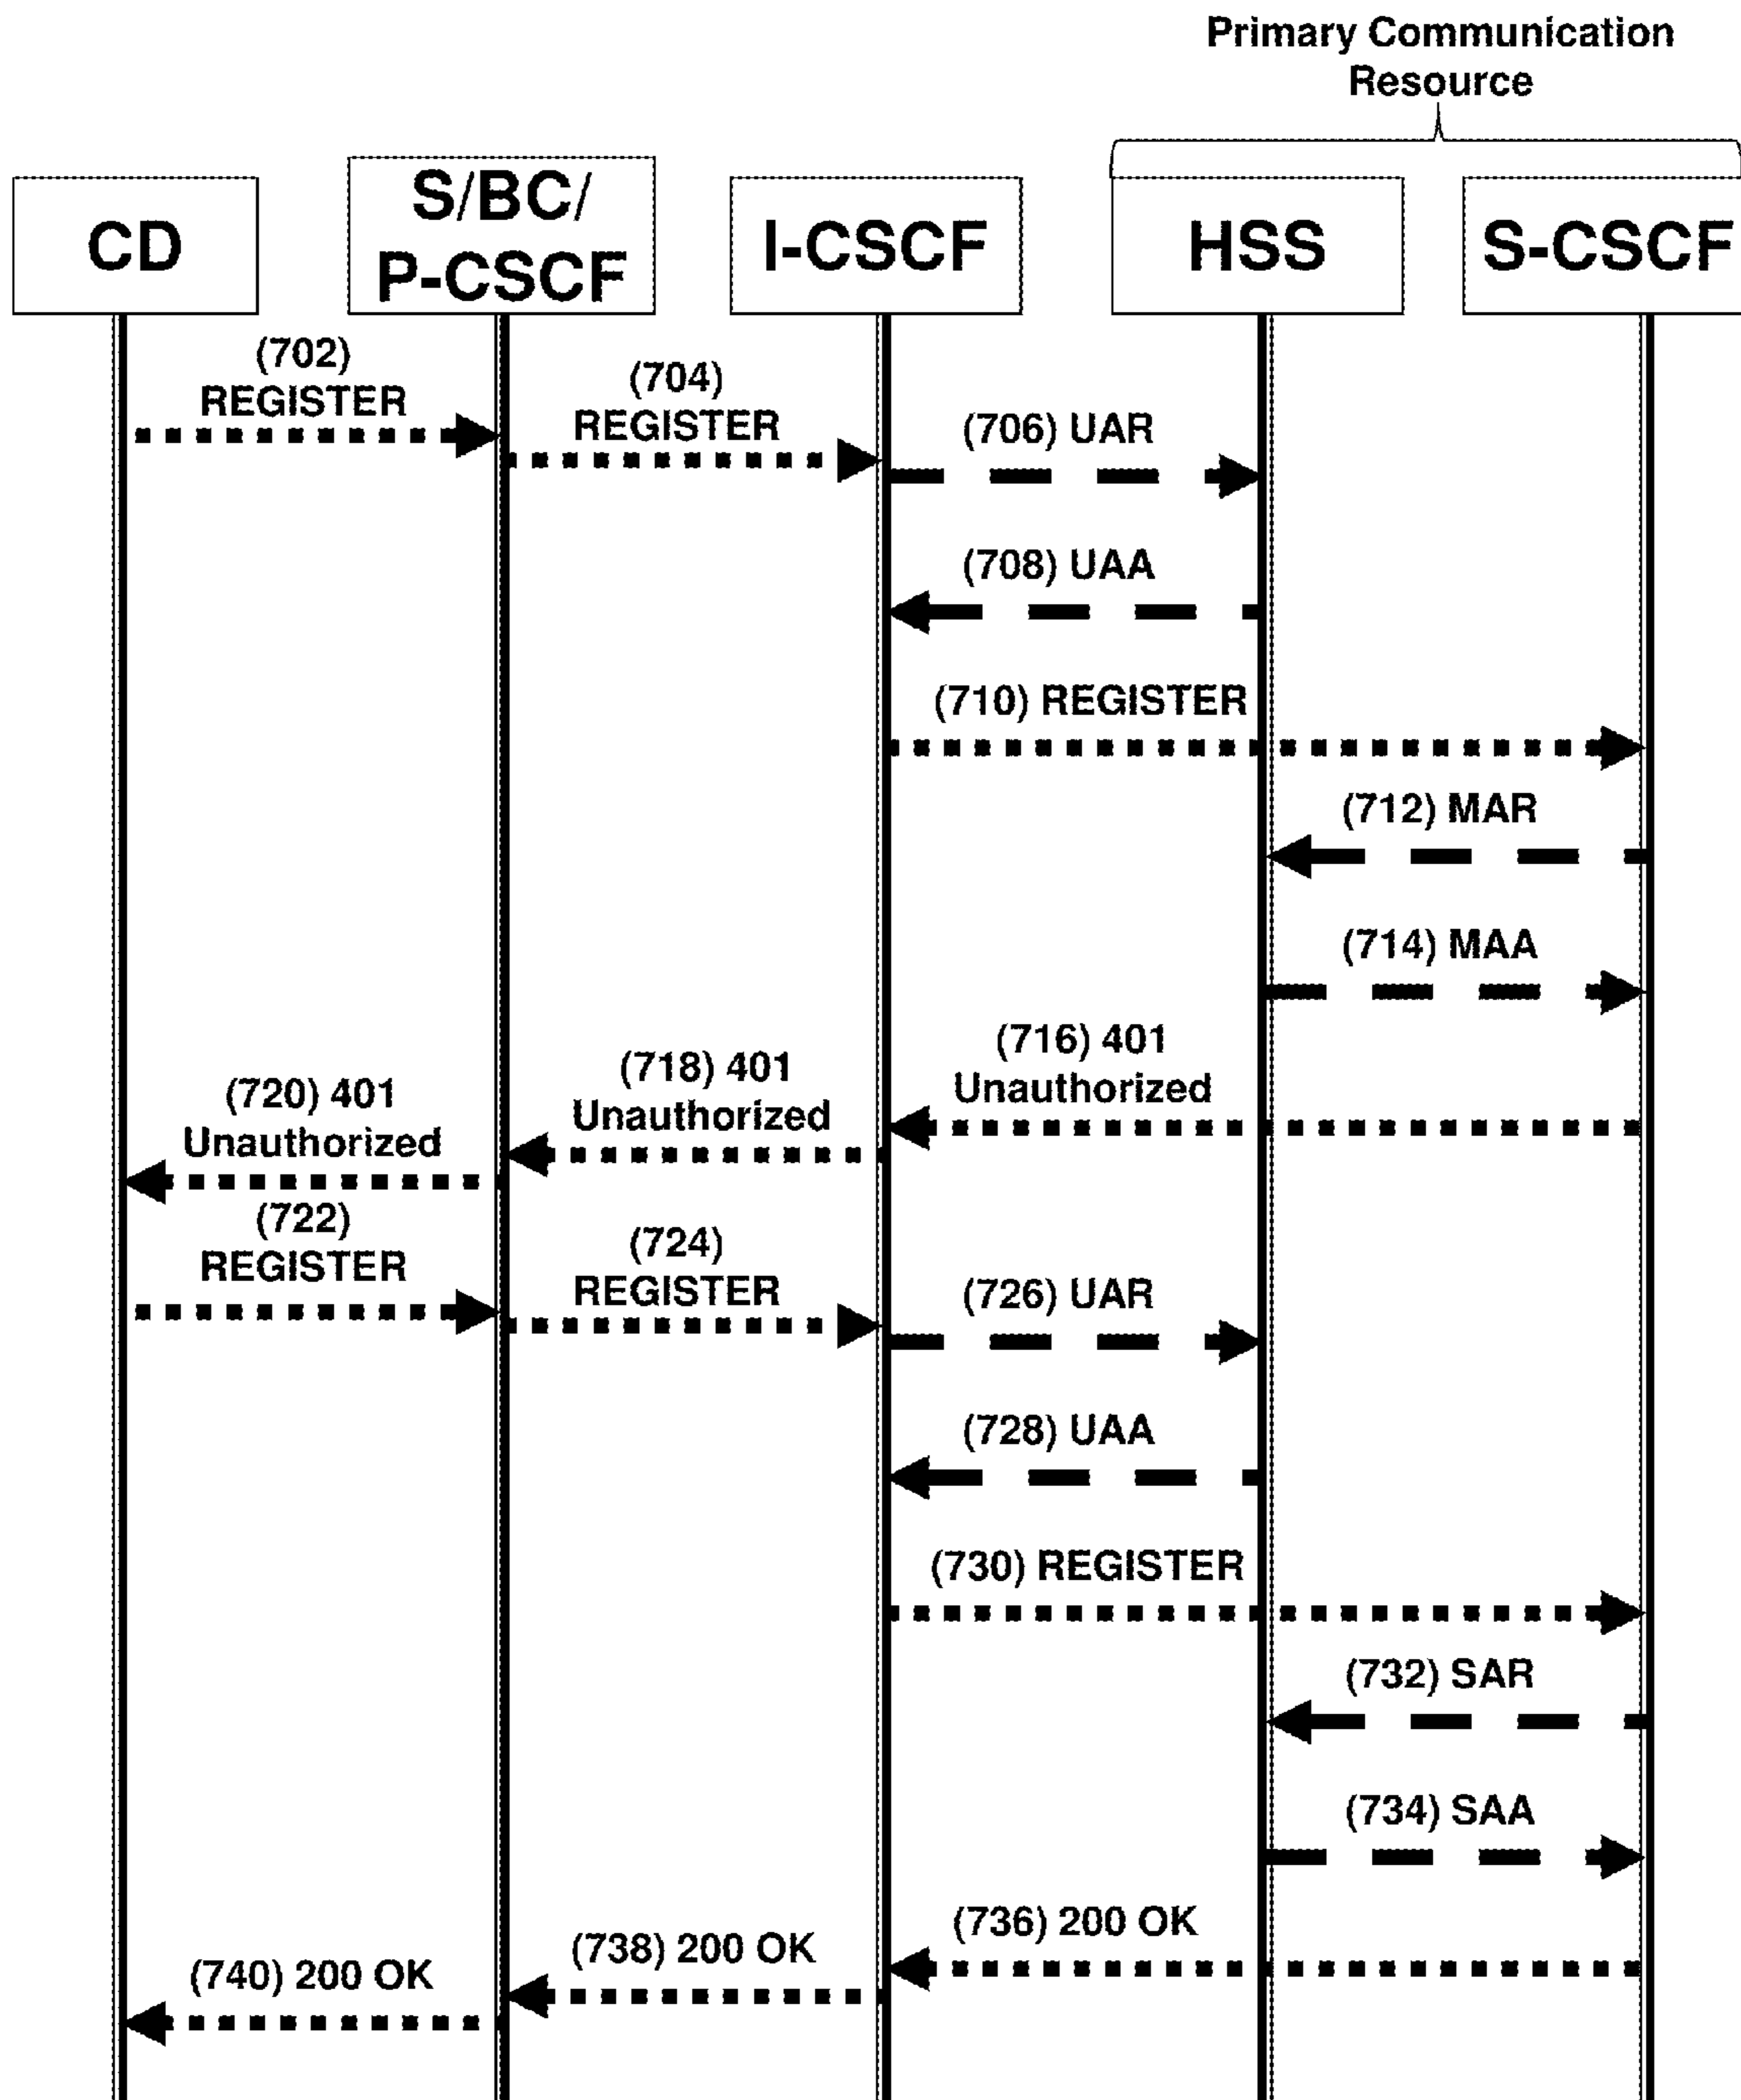 Primary Communication
Resource
CD
S/BC/
P-CSCF
I-CSCF
HSS
S-CSCF
(702)
REGISTER
(704)
REGISTER
(706) UAR
(708) UAA
(710) REGISTER
(712) MAR
(714) MAA
(716) 401
Unauthorized
(718) 401
Unauthorized
(720) 401
Unauthorized
(722)
REGISTER
(724)
REGISTER
(726) UAR
(728) UAA
(730) REGISTER
(732) SAR
(734) SAA
(736) 200 OK
(738) 200 OK
(740) 200 OK